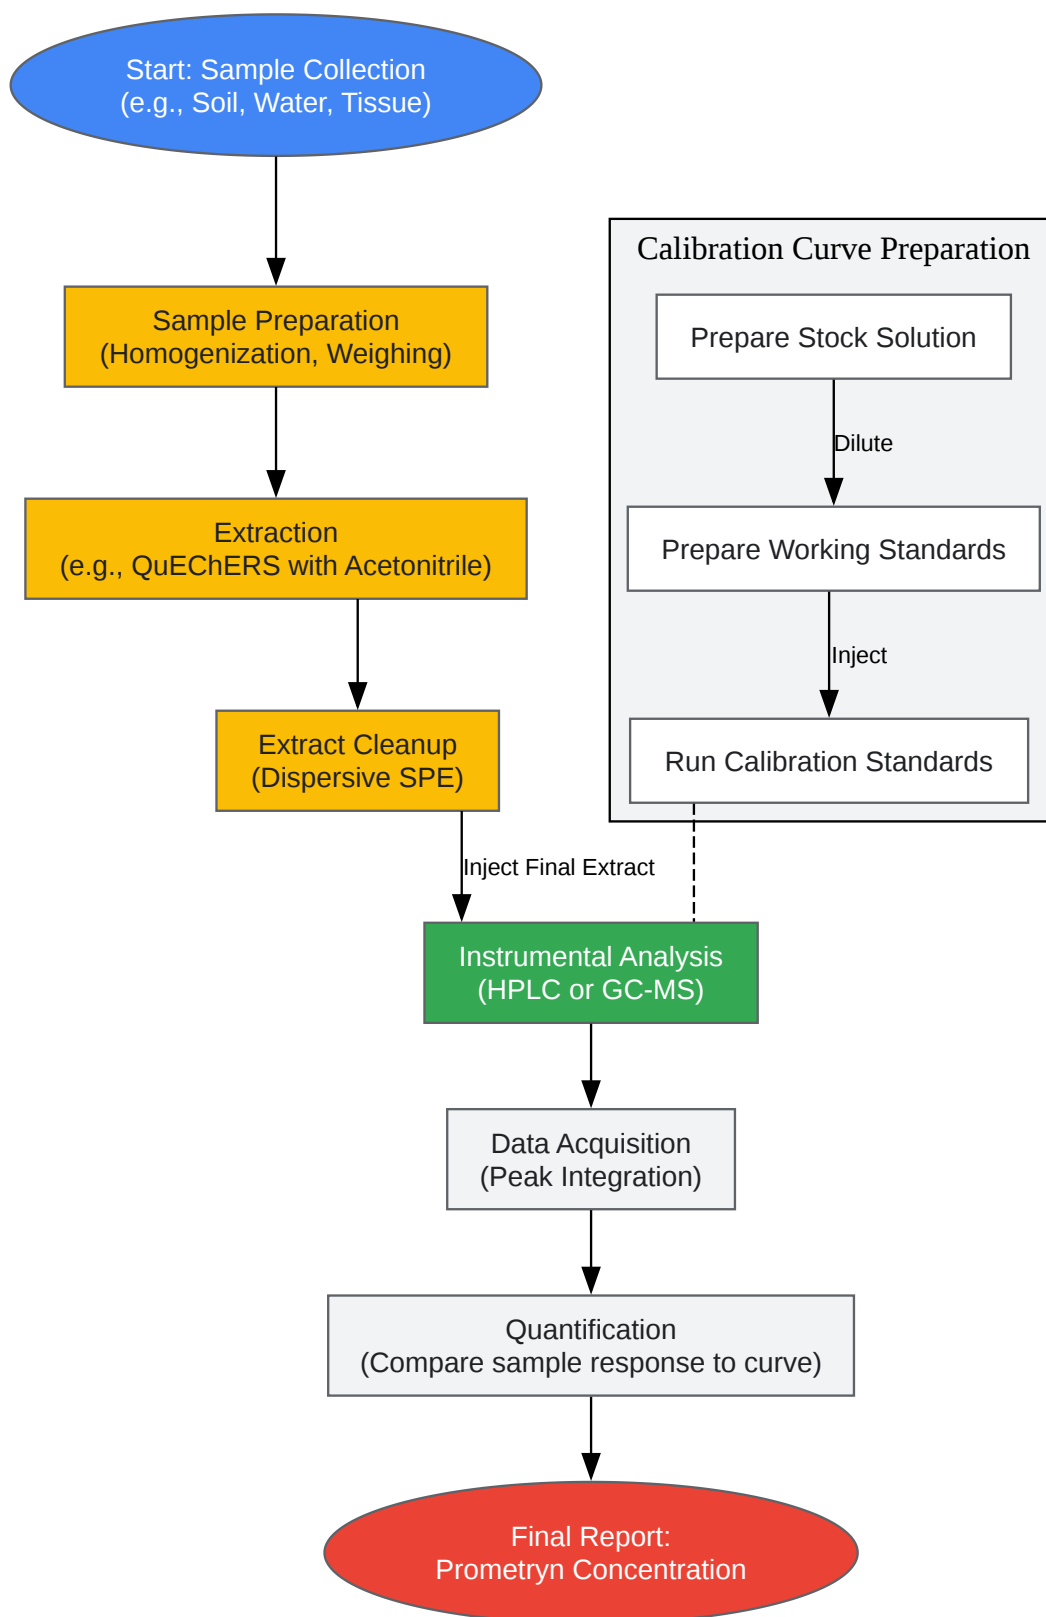 Start: Sample Collection
(e.g., Soil, Water, Tissue)
Sample Preparation
(Homogenization, Weighing)
Extraction
(e.g., QuEChERS with Acetonitrile)
Extract Cleanup
(Dispersive SPE)
Inject Final Extract
Calibration Curve Preparation
Prepare Stock Solution
Dilute
Prepare Working Standards
Inject
Run Calibration Standards
Instrumental Analysis
(HPLC or GC-MS)
Data Acquisition
(Peak Integration)
Quantification
(Compare sample response to curve)
Final Report:
Prometryn Concentration